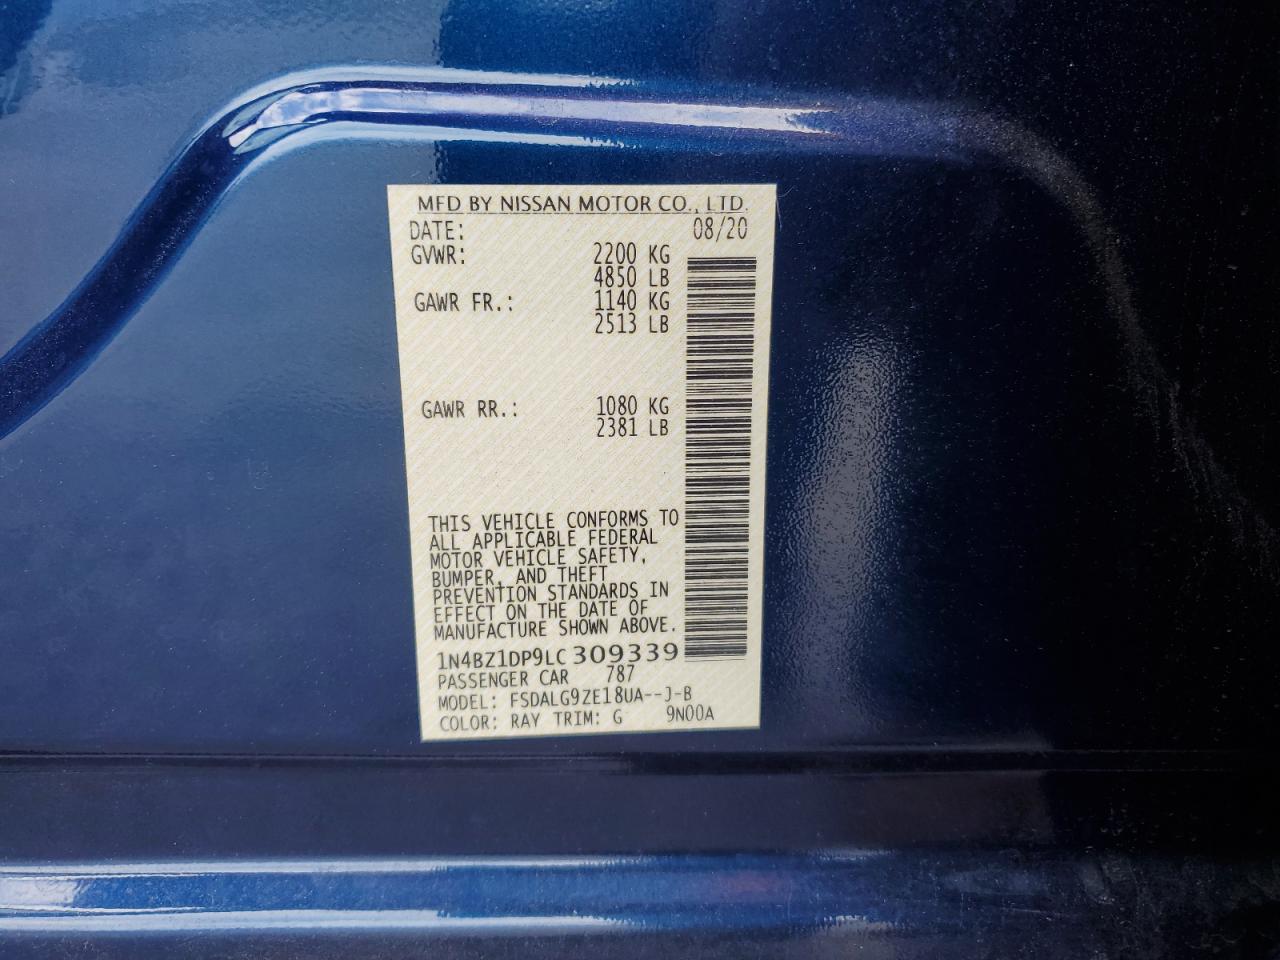 MFD BY NISSAN MOTOR CO., LTD.
DATE: 08/20
GVWR: 2200 KG
4850 LB
GAWR FR.: 1140 KG
2513 LB
GAWR RR.: 1080 KG
2381 LB
THIS VEHICLE CONFORMS TO
ALL APPLICABLE FEDERAL
MOTOR VEHICLE SAFETY,
BUMPER, AND THEFT
PREVENTION STANDARDS IN
EFFECT ON THE DATE OF
MANUFACTURE SHOWN ABOVE.
1N4BZ1DP9LC309339
PASSENGER CAR 787
MODEL: FSDALG9ZE18UA--J-B
COLOR: RAY TRIM: G 9N00A